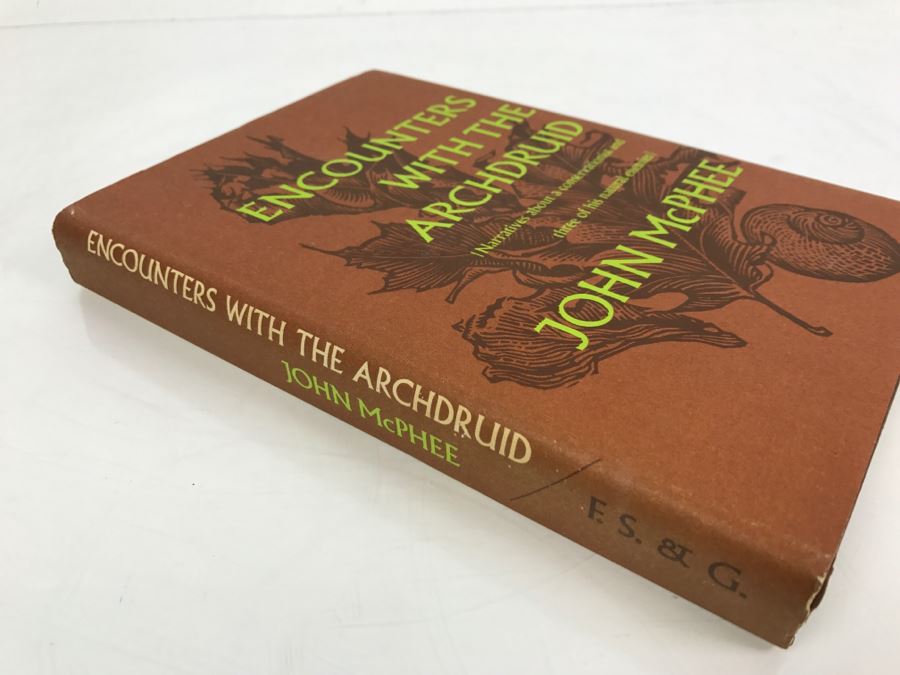 ENCOUNTERS
WITH THE
ARCHDRUID
[Narratives about a conservationist and
three of his natural enemies]
JOHN McPHEE
ENCOUNTERS WITH THE ARCHDRUID
JOHN McPHEE
F. S. & G.